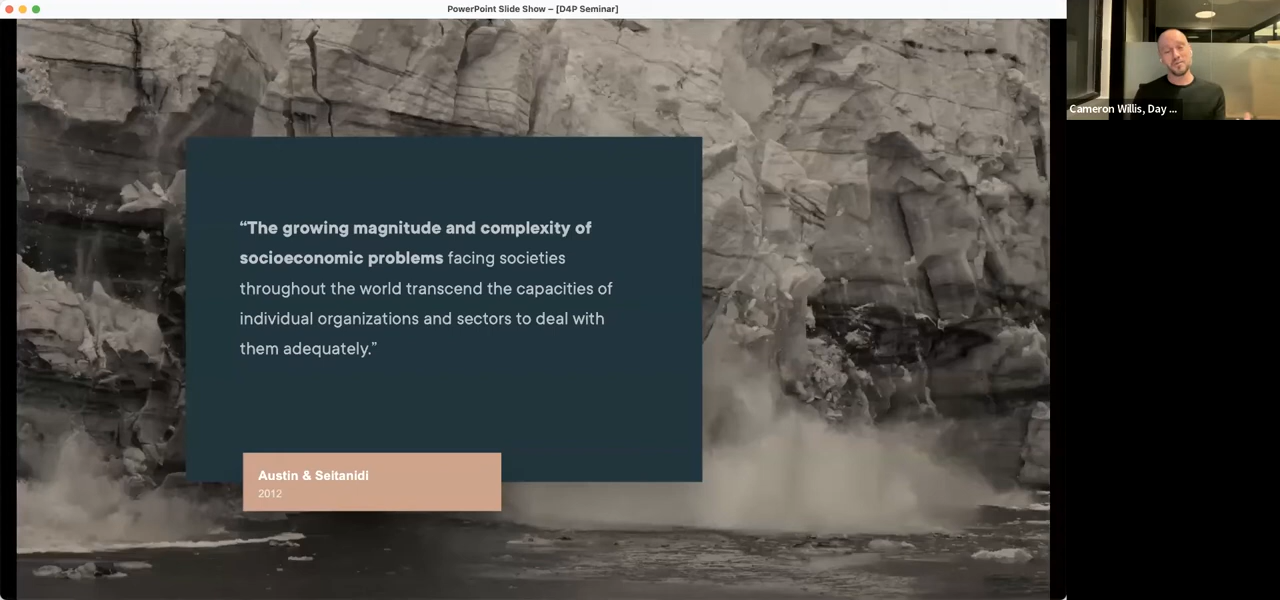 PowerPoint Slide Show – [D4P Seminar]
“The growing magnitude and complexity of
socioeconomic problems facing societies
throughout the world transcend the capacities of
individual organizations and sectors to deal with
them adequately.”
Austin & Seitanidi
2012
Cameron Willis, Day ...